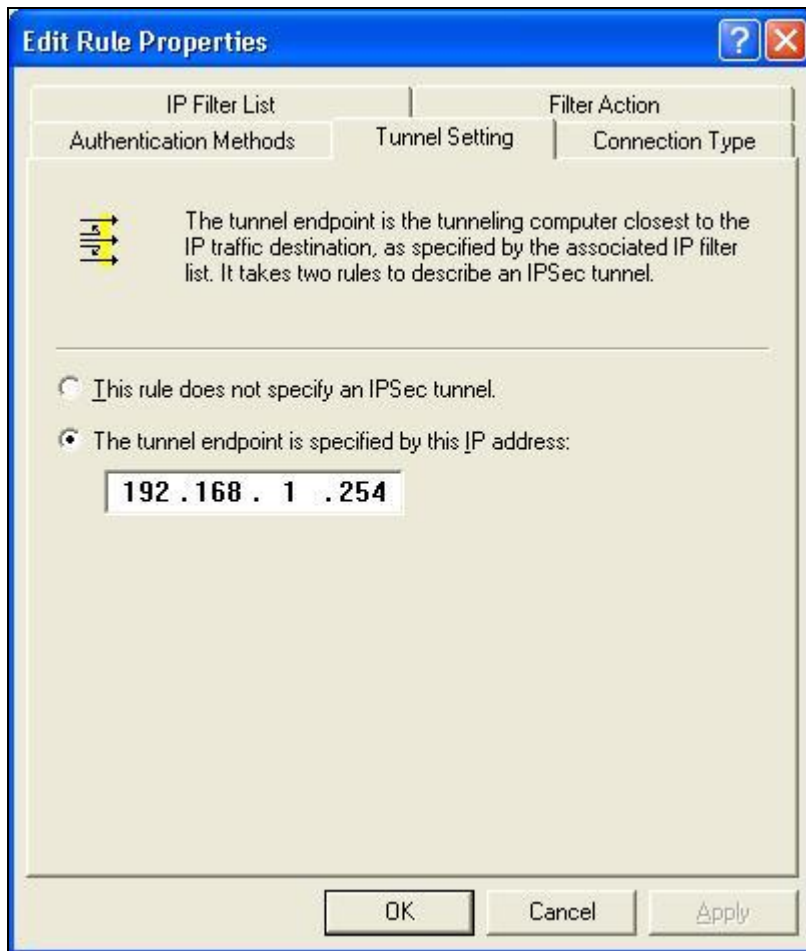 Edit Rule Properties
IP Filter List
Filter Action
Authentication Methods
Tunnel Setting
Connection Type
The tunnel endpoint is the tunneling computer closest to the
IP traffic destination, as specified by the associated IP filter
list. It takes two rules to describe an IPSec tunnel.
This rule does not specify an IPSec tunnel.
The tunnel endpoint is specified by this IP address:
192 .168 . 1 .254
OK
Cancel
Apply